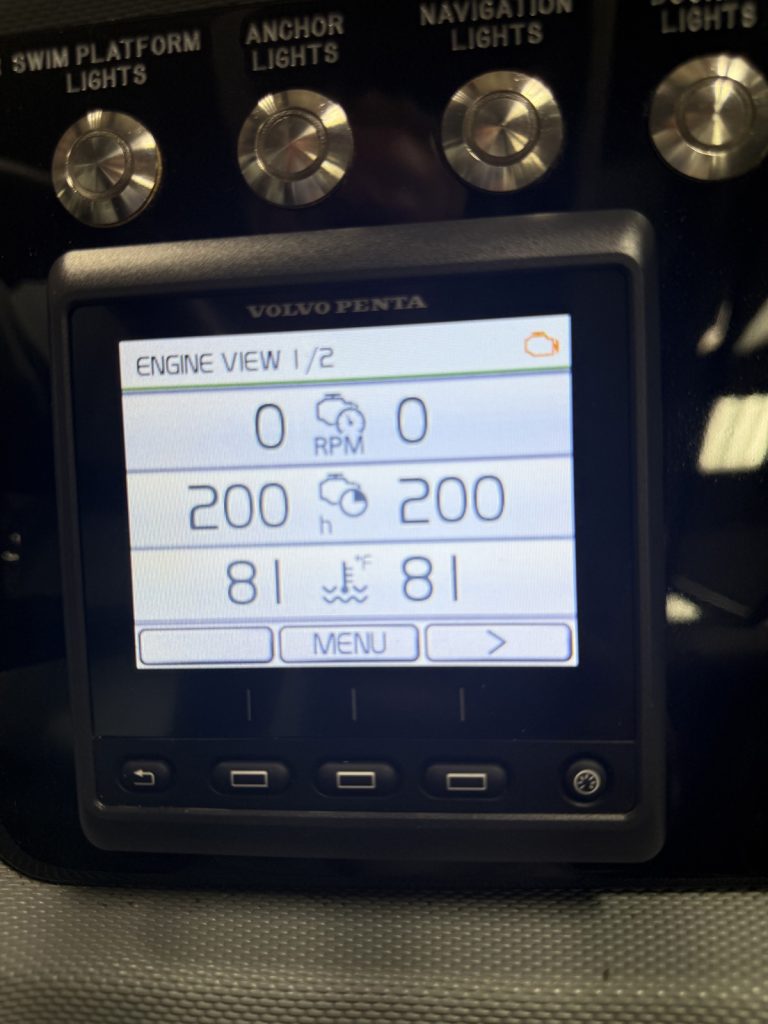 SWIM PLATFORM
LIGHTS
ANCHOR
LIGHTS
NAVIGATION
LIGHTS
LIGHTS
VOLVO PENTA
ENGINE VIEW 1/2
0 RPM 0
200 h 200
81 °F 81
MENU >